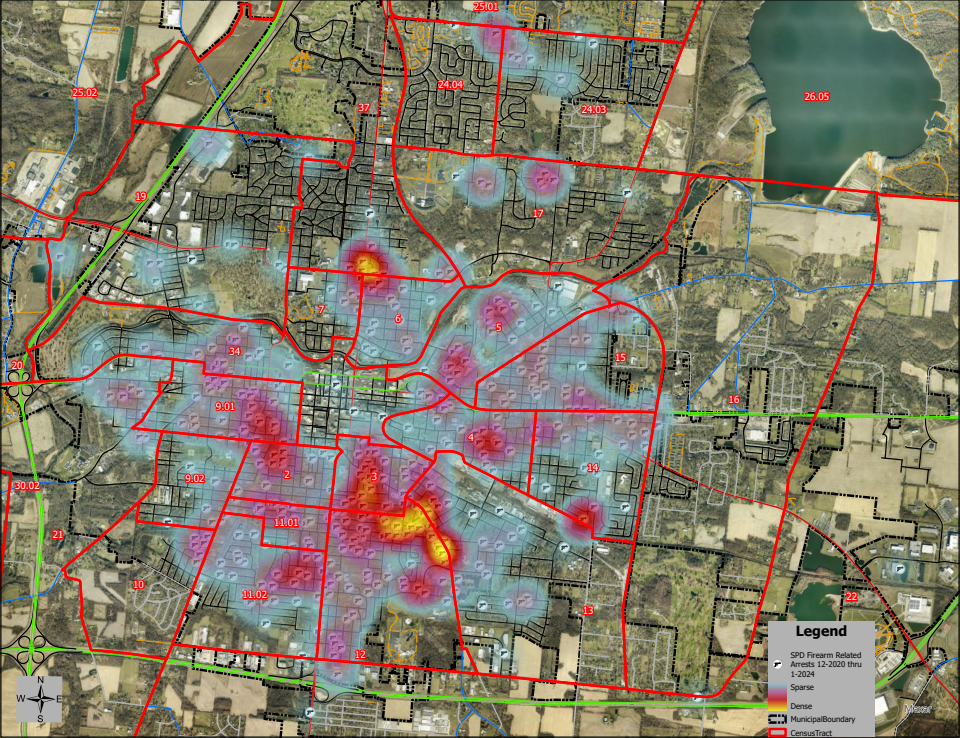 25.01
24.04
25.02
26.05
37
24.03
19
17
7
6
5
34
15
20
9.01
16
4
14
2
3
9.02
30.02
11.01
21
10
11.02
13
22
12
Legend
SPD Firearm Related
Arrests 12-2020 thru
1-2024
Sparse
Dense
MunicipalBoundary
CensusTract
N
W E
S
Maxar